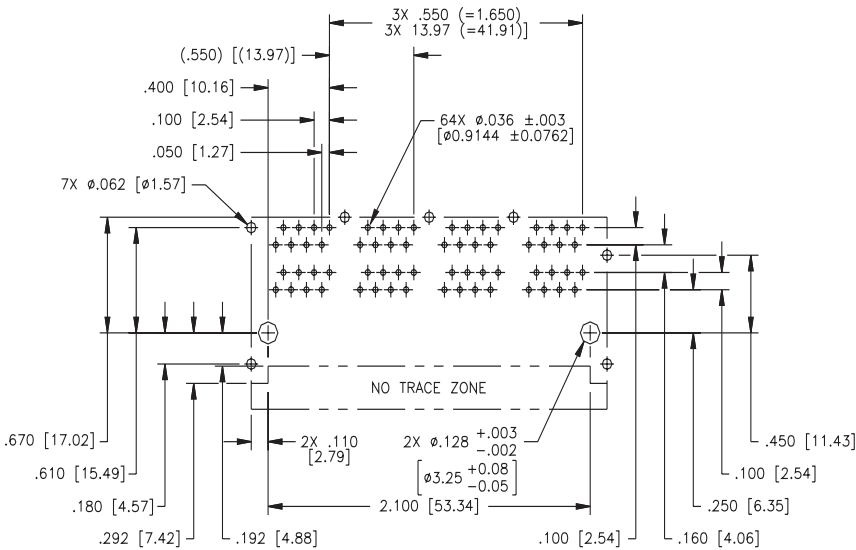 3X .550 (=1.650)
3X 13.97 (=41.91)]
(.550) [(13.97)]
.400 [10.16]
.100 [2.54]
64X ø.036 ±.003
[ø0.9144 ±0.0762]
.050 [1.27]
7X ø.062 [ø1.57]
NO TRACE ZONE
.670 [17.02]
2X .110
[2.79]
2X ø.128 +.003
-.002
[ø3.25 +0.08
-0.05]
.450 [11.43]
.610 [15.49]
.100 [2.54]
.180 [4.57]
2.100 [53.34]
.250 [6.35]
.292 [7.42]
.192 [4.88]
.100 [2.54]
.160 [4.06]